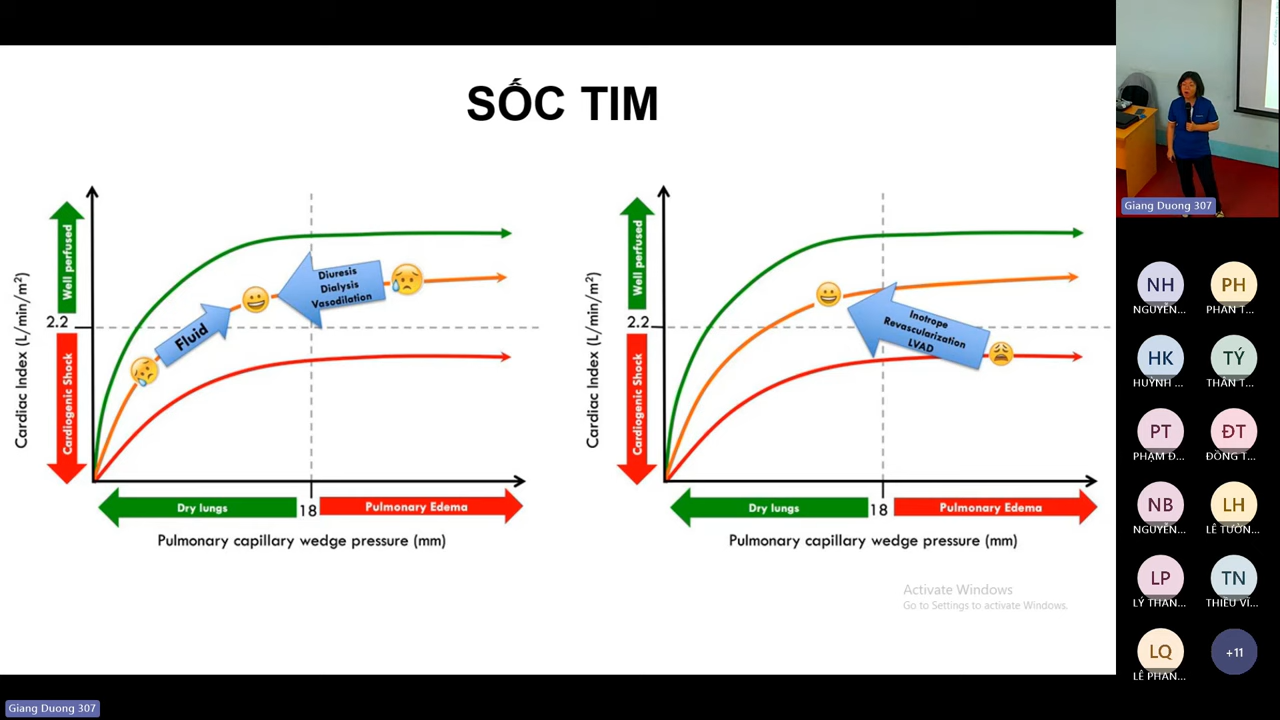 SỐC TIM
Cardiac Index (L/min/m²)
Well perfused
2.2
Cardiogenic Shock
Fluid
Diuresis
Dialysis
Vasodilation
Dry lungs
18
Pulmonary Edema
Pulmonary capillary wedge pressure (mm)
Cardiac Index (L/min/m²)
Well perfused
2.2
Cardiogenic Shock
Inotrope
Revascularization
LVAD
Dry lungs
18
Pulmonary Edema
Pulmonary capillary wedge pressure (mm)
Activate Windows
Go to Settings to activate Windows.
Giang Duong 307
Giang Duong 307
NH
NGUYỄN...
PH
PHAN T...
HK
HUỲNH ...
TÝ
THÂN T...
PT
PHẠM Đ...
ĐT
ĐỒNG T...
NB
NGUYỄN...
LH
LÊ TƯỜN...
LP
LÝ THAN...
TN
THIỀU VĨ...
LQ
LÊ PHAN...
+11